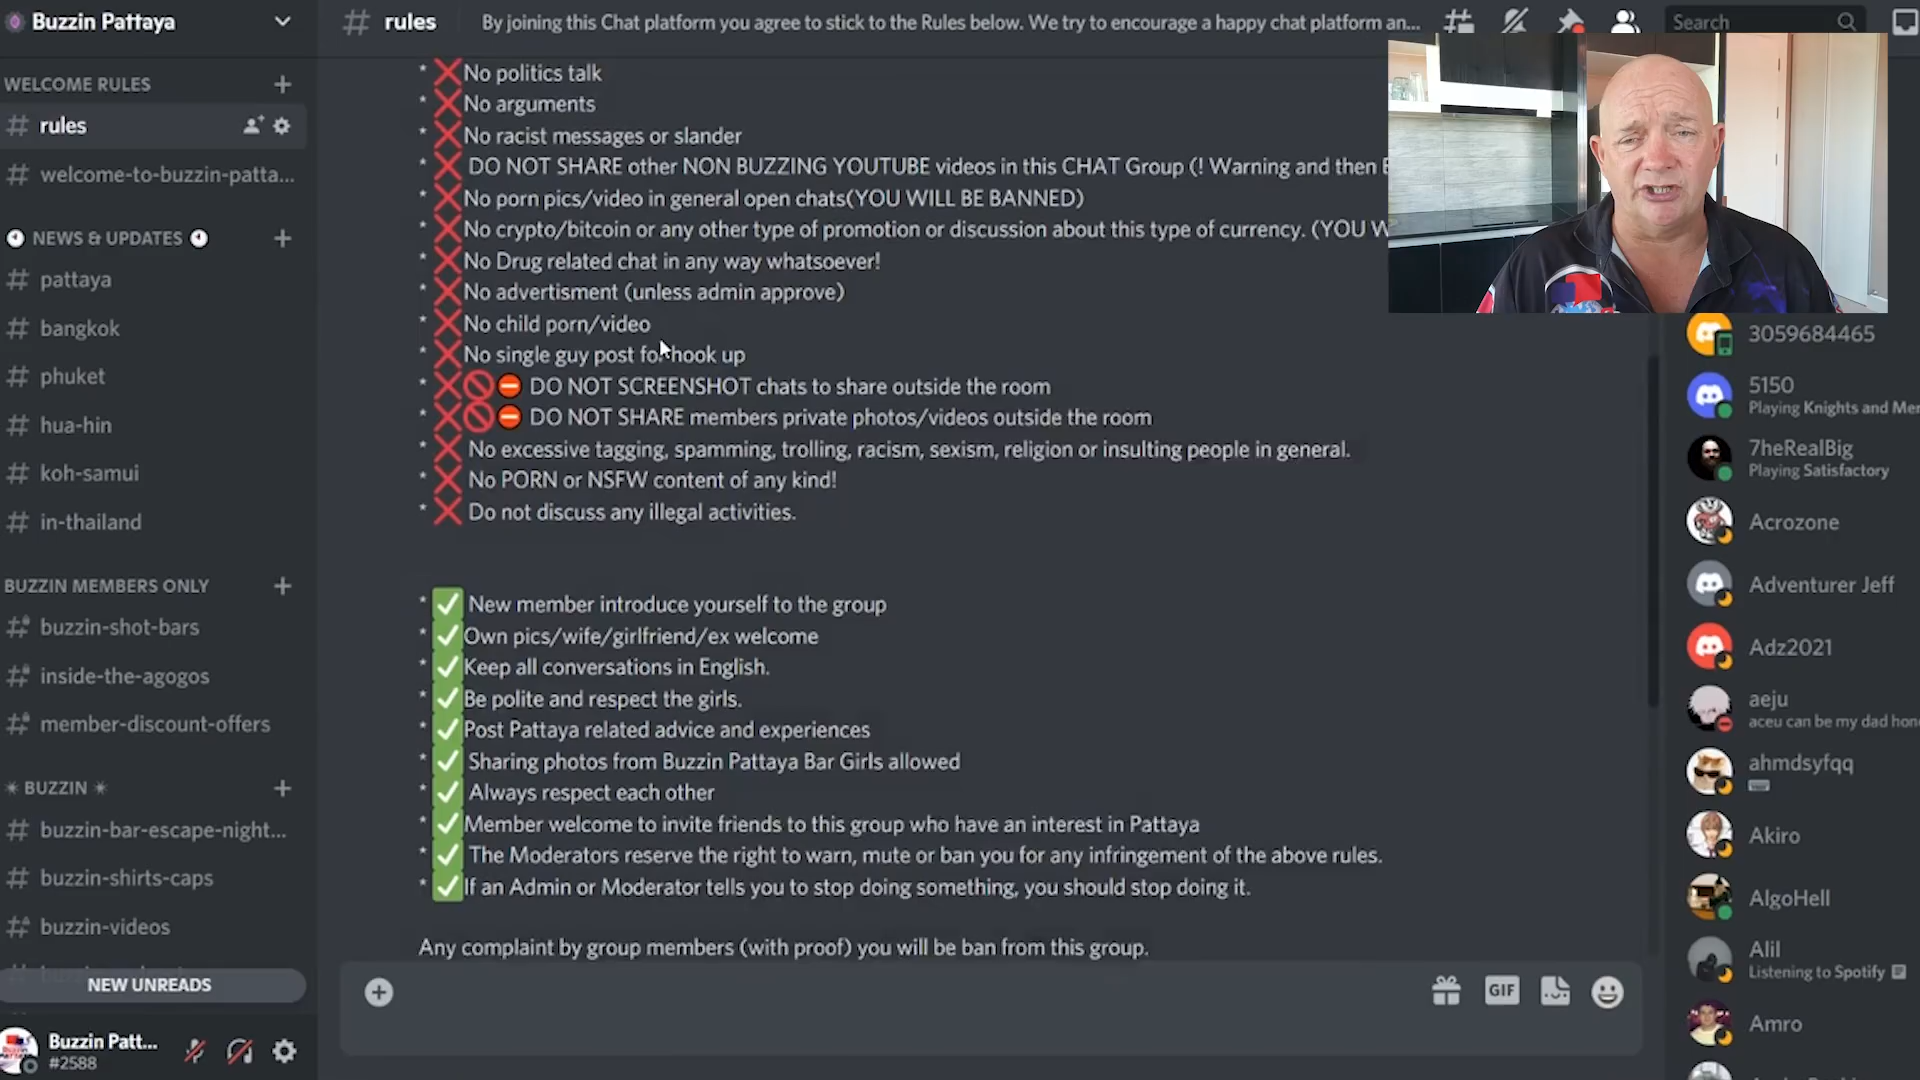 Buzzin Pattaya
WELCOME RULES
rules
welcome-to-buzzin-patta...
NEWS & UPDATES
pattaya
bangkok
phuket
hua-hin
koh-samui
in-thailand
BUZZIN MEMBERS ONLY
buzzin-shot-bars
inside-the-agogos
member-discount-offers
BUZZIN
buzzin-bar-escape-night...
buzzin-shirts-caps
buzzin-videos
NEW UNREADS
Buzzin Patt...
#2588
# rules
By joining this Chat platform you agree to stick to the Rules below. We try to encourage a happy chat platform an...
Search
* ❌No politics talk
* ❌No arguments
* ❌No racist messages or slander
* ❌ DO NOT SHARE other NON BUZZING YOUTUBE videos in this CHAT Group (! Warning and then
* ❌No porn pics/video in general open chats(YOU WILL BE BANNED)
* ❌No crypto/bitcoin or any other type of promotion or discussion about this type of currency. (YOU W
* ❌No Drug related chat in any way whatsoever!
* ❌No advertisment (unless admin approve)
* ❌No child porn/video
* ❌No single guy post for hook up
* ❌🚫⛔ DO NOT SCREENSHOT chats to share outside the room
* ❌🚫⛔ DO NOT SHARE members private photos/videos outside the room
* ❌ No excessive tagging, spamming, trolling, racism, sexism, religion or insulting people in general.
* ❌ No PORN or NSFW content of any kind!
* ❌ Do not discuss any illegal activities.
* ✅ New member introduce yourself to the group
* ✅Own pics/wife/girlfriend/ex welcome
* ✅Keep all conversations in English.
* ✅Be polite and respect the girls.
* ✅Post Pattaya related advice and experiences
* ✅ Sharing photos from Buzzin Pattaya Bar Girls allowed
* ✅ Always respect each other
* ✅Member welcome to invite friends to this group who have an interest in Pattaya
* ✅ The Moderators reserve the right to warn, mute or ban you for any infringement of the above rules.
* ✅If an Admin or Moderator tells you to stop doing something, you should stop doing it.
Any complaint by group members (with proof) you will be ban from this group.
GIF
3059684465
5150
Playing Knights and Mer
7heRealBig
Playing Satisfactory
Acrozone
Adventurer Jeff
Adz2021
aeju
aceu can be my dad hon
ahmdsyfqq
Akiro
AlgoHell
Alil
Listening to Spotify
Amro